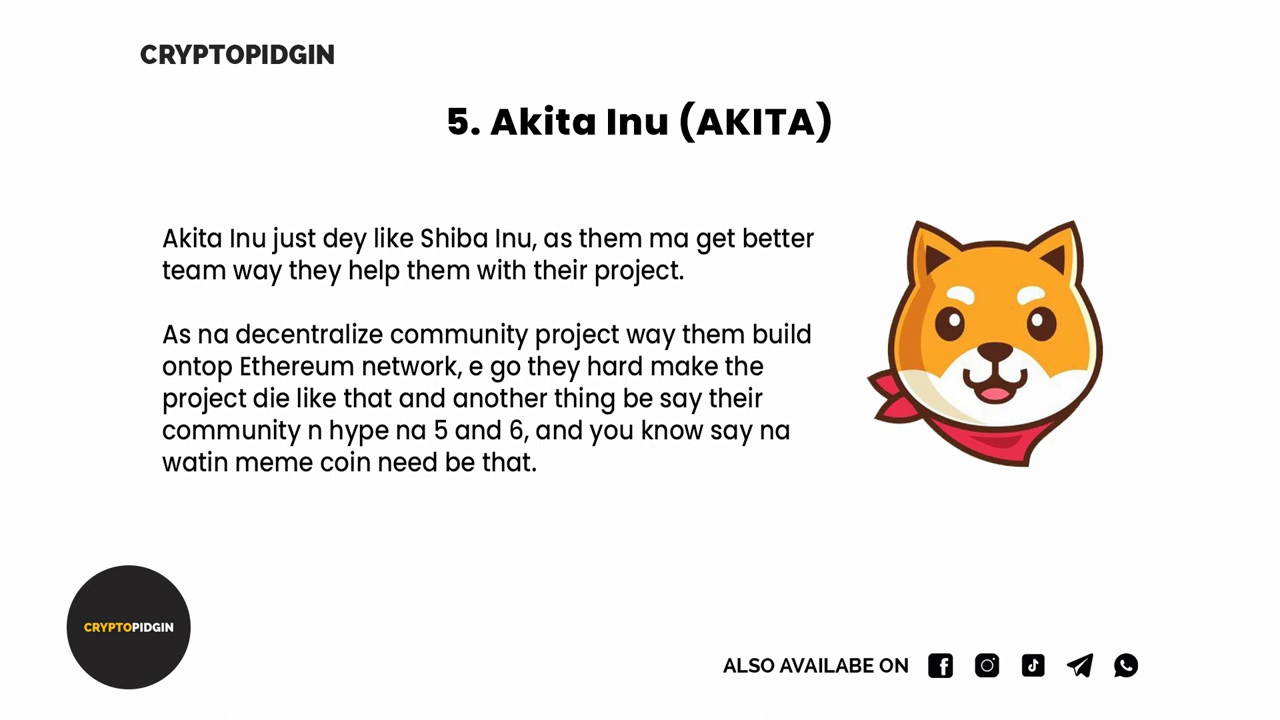 CRYPTOPIDGIN
5. Akita Inu (AKITA)
Akita Inu just dey like Shiba Inu, as them ma get better
team way they help them with their project.
As na decentralize community project way them build
ontop Ethereum network, e go they hard make the
project die like that and another thing be say their
community n hype na 5 and 6, and you know say na
watin meme coin need be that.
CRYPTOPIDGIN
ALSO AVAILABE ON